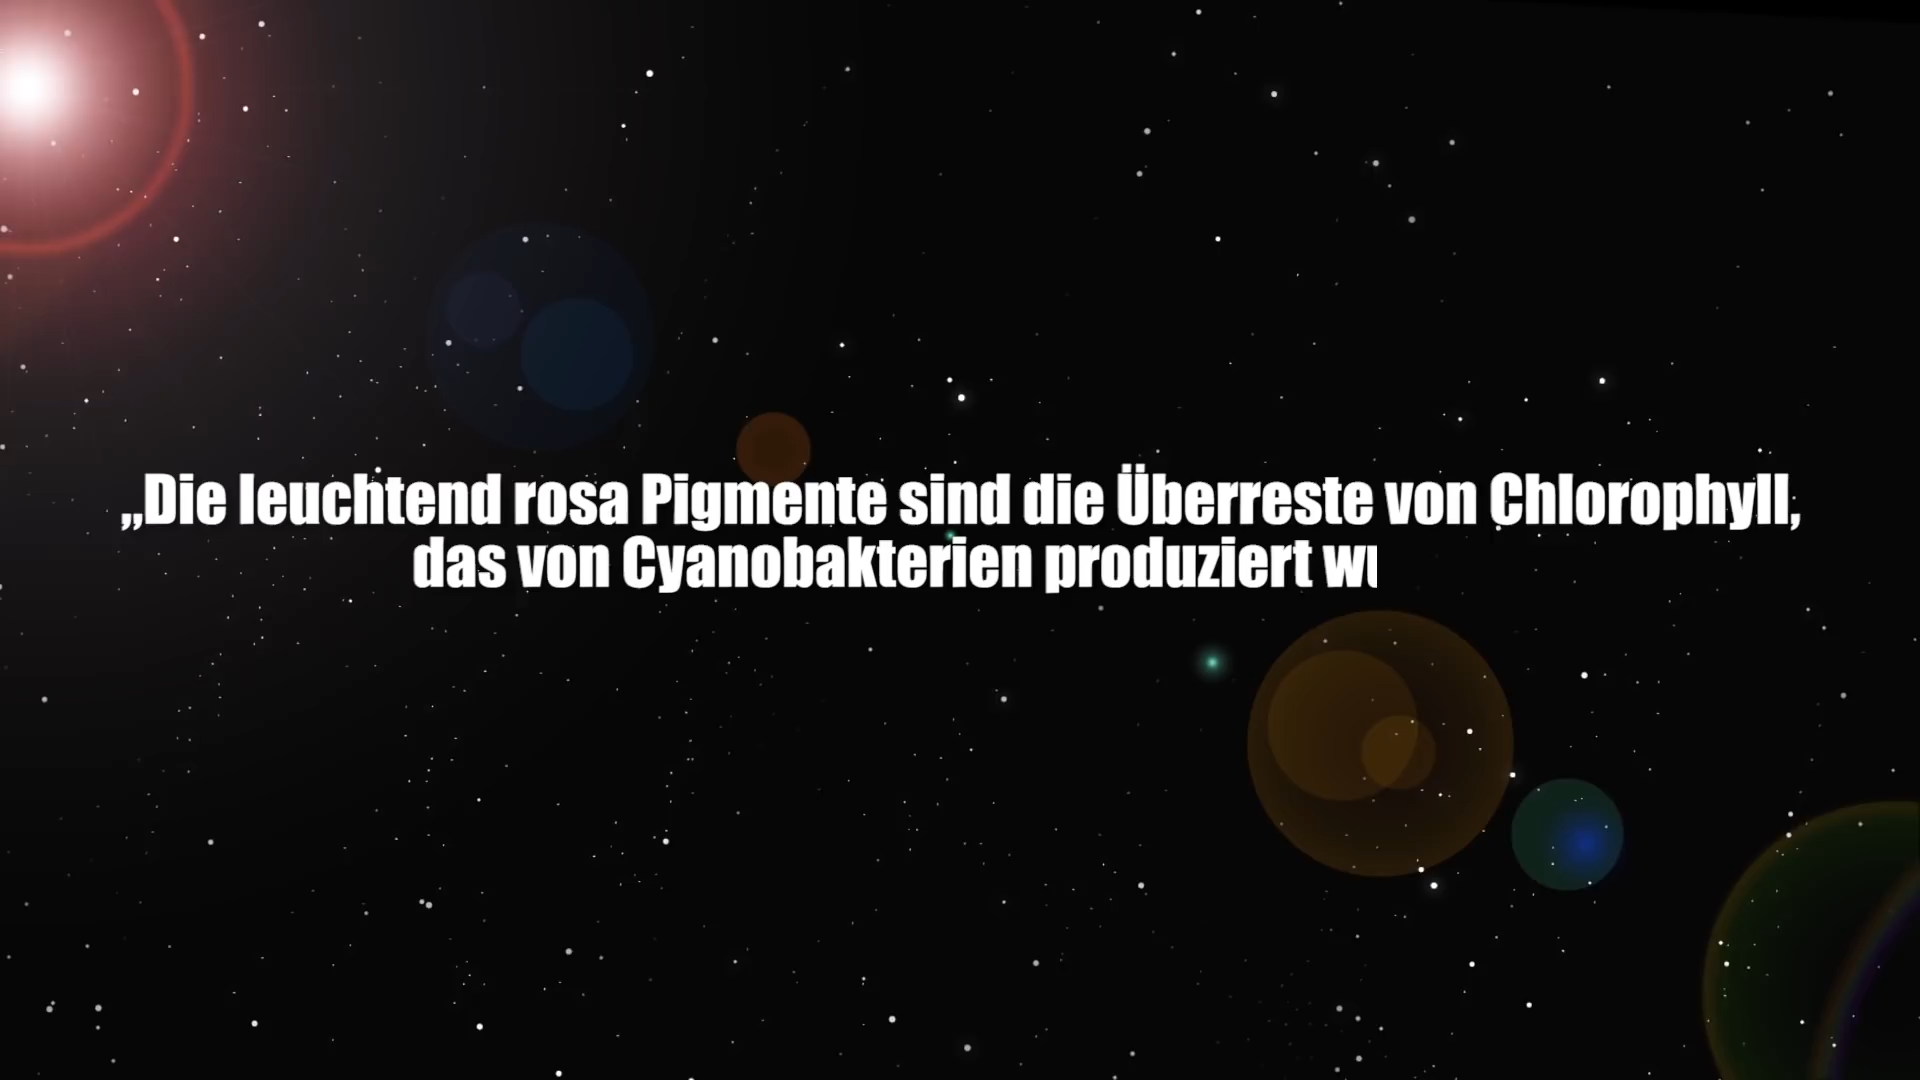 „Die leuchtend rosa Pigmente sind die Überreste von Chlorophyll,
das von Cyanobakterien produziert